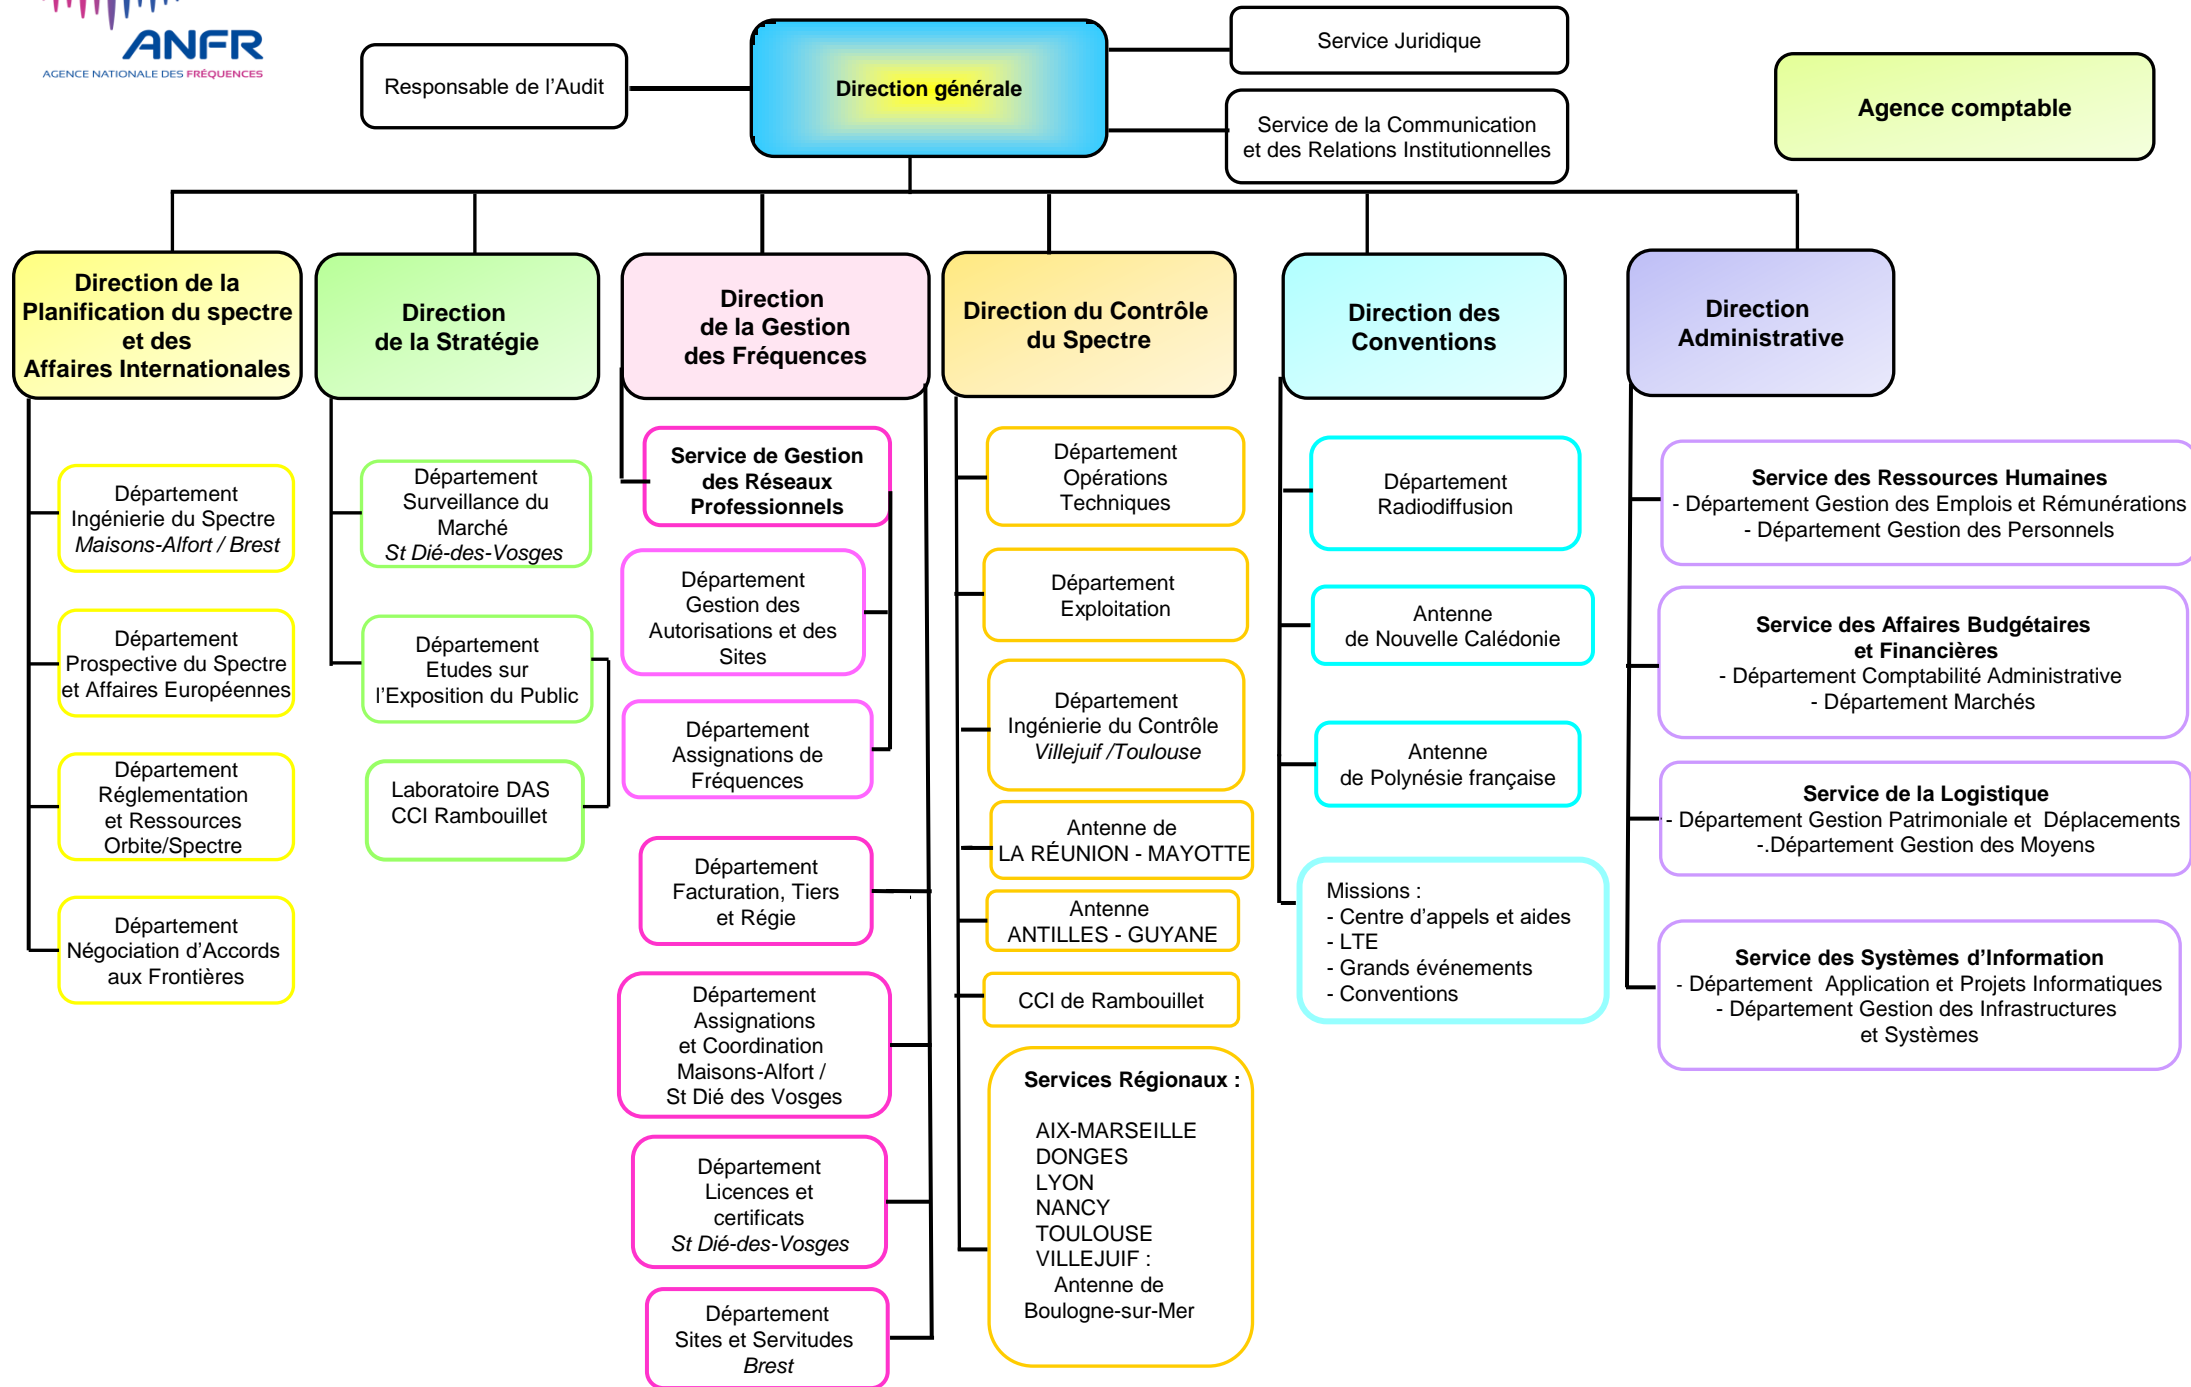 ANFR
AGENCE NATIONALE DES FRÉQUENCES
Responsable de l'Audit
Direction générale
Service Juridique
Service de la Communication
et des Relations Institutionnelles
Agence comptable
Direction de la
Planification du spectre
et des
Affaires Internationales
Département
Ingénierie du Spectre
Maisons-Alfort / Brest
Département
Prospective du Spectre
et Affaires Européennes
Département
Réglementation
et Ressources
Orbite/Spectre
Département
Négociation d'Accords
aux Frontières
Direction
de la Stratégie
Département
Surveillance du
Marché
St Dié-des-Vosges
Département
Etudes sur
l'Exposition du Public
Laboratoire DAS
CCI Rambouillet
Direction
de la Gestion
des Fréquences
Service de Gestion
des Réseaux
Professionnels
Département
Gestion des
Autorisations et des
Sites
Département
Assignations de
Fréquences
Département
Facturation, Tiers
et Régie
Département
Assignations
et Coordination
Maisons-Alfort /
St Dié des Vosges
Département
Licences et
certificats
St Dié-des-Vosges
Département
Sites et Servitudes
Brest
Direction du Contrôle
du Spectre
Département
Opérations
Techniques
Département
Exploitation
Département
Ingénierie du Contrôle
Villejuif /Toulouse
Antenne de
LA RÉUNION - MAYOTTE
Antenne
ANTILLES - GUYANE
CCI de Rambouillet
Services Régionaux :
AIX-MARSEILLE
DONGES
LYON
NANCY
TOULOUSE
VILLEJUIF :
Antenne de
Boulogne-sur-Mer
Direction des
Conventions
Département
Radiodiffusion
Antenne
de Nouvelle Calédonie
Antenne
de Polynésie française
Missions :
- Centre d'appels et aides
- LTE
- Grands événements
- Conventions
Direction
Administrative
Service des Ressources Humaines
- Département Gestion des Emplois et Rémunérations
- Département Gestion des Personnels
Service des Affaires Budgétaires
et Financières
- Département Comptabilité Administrative
- Département Marchés
Service de la Logistique
- Département Gestion Patrimoniale et  Déplacements
-.Département Gestion des Moyens
Service des Systèmes d'Information
- Département  Application et Projets Informatiques
- Département Gestion des Infrastructures
et Systèmes